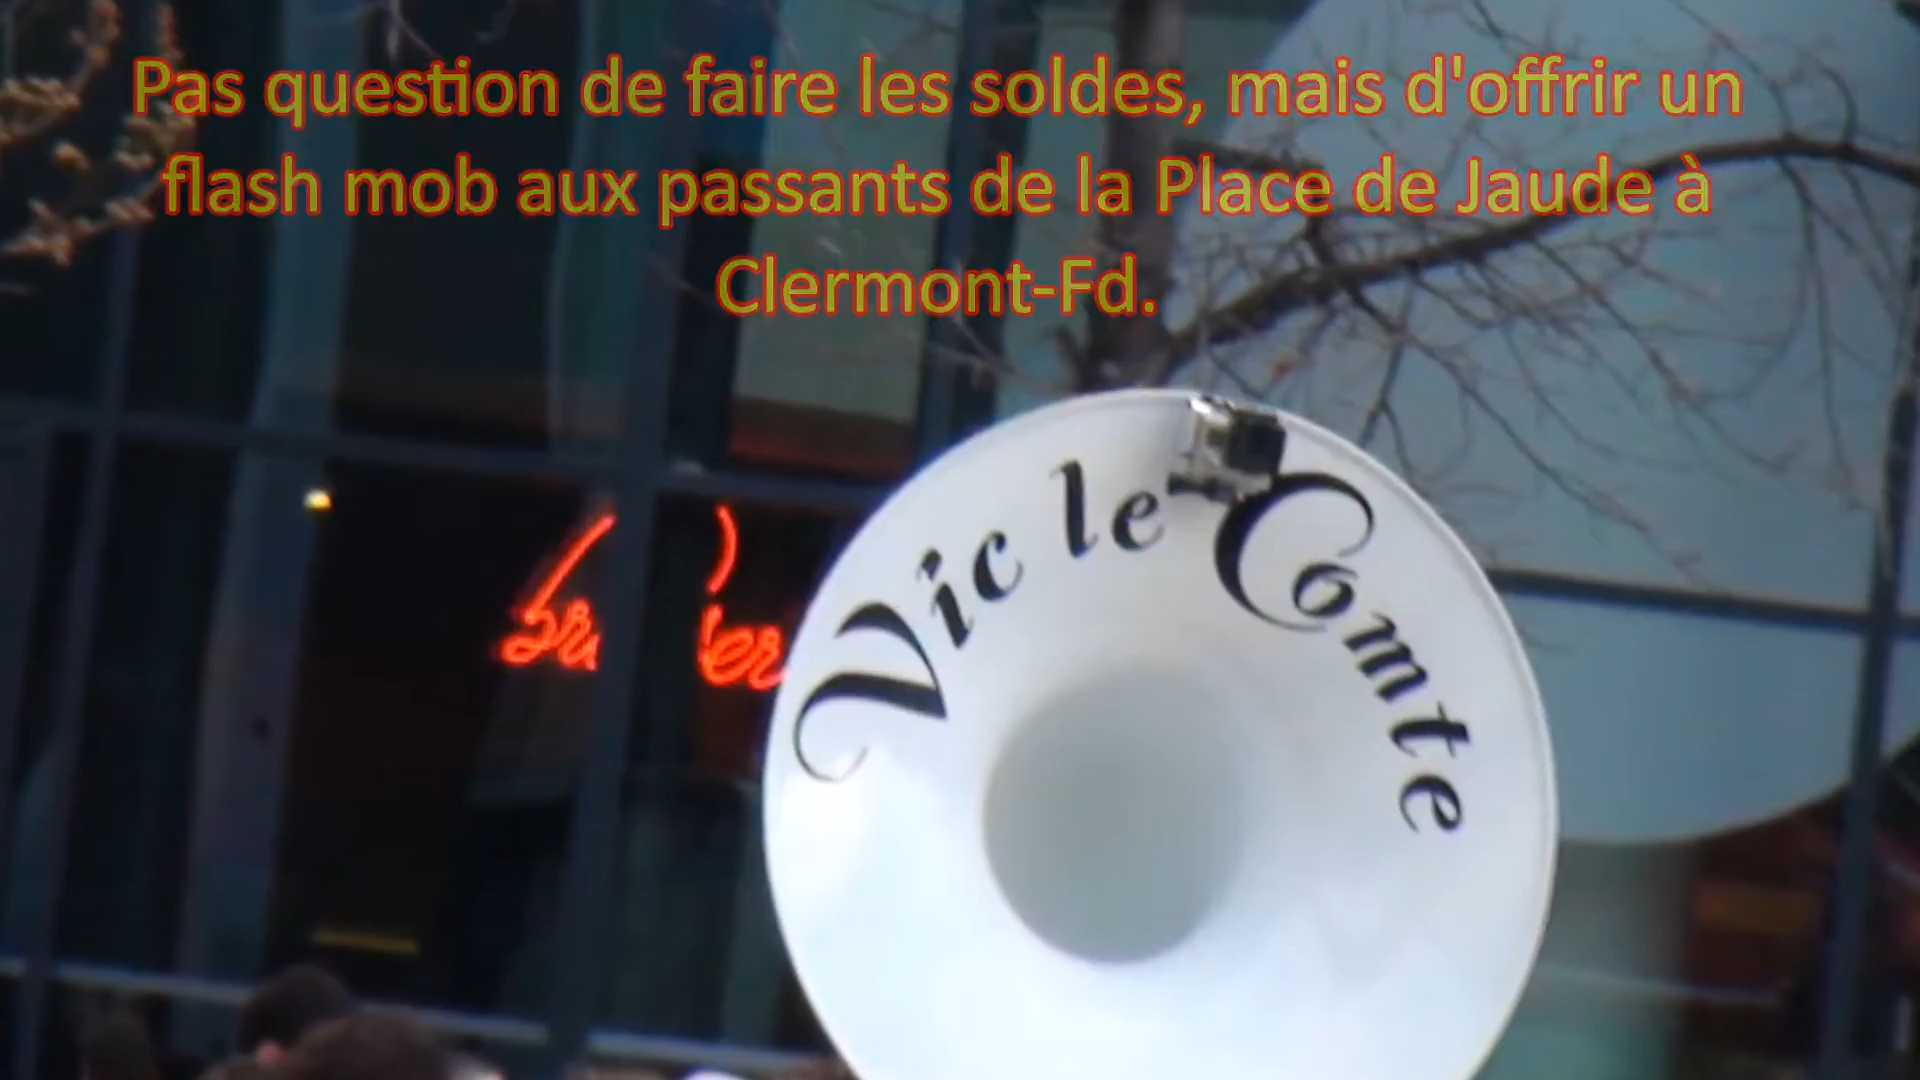 Pas question de faire les soldes, mais d'offrir un
flash mob aux passants de la Place de Jaude à
Clermont-Fd.
Vic le Comte